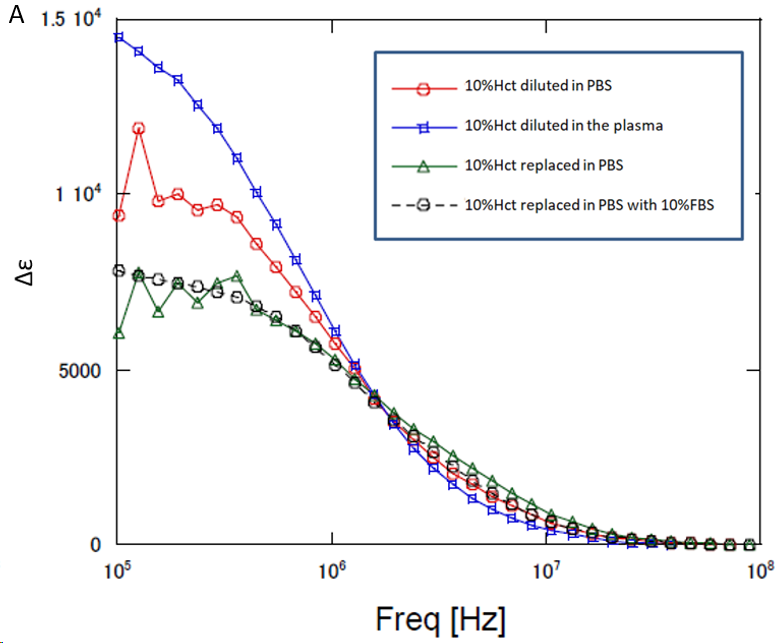 A
1.5 10⁴
1 10⁴
5000
0
Δε
10%Hct diluted in PBS
10%Hct diluted in the plasma
10%Hct replaced in PBS
10%Hct replaced in PBS with 10%FBS
10⁵ 10⁶ 10⁷ 10⁸
Freq [Hz]